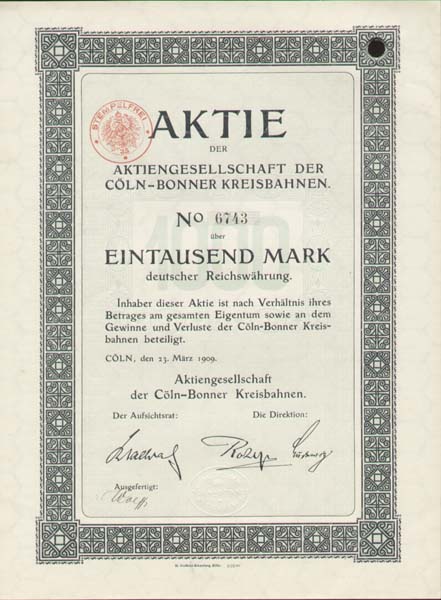 STEMPELFREI
AKTIE
DER
AKTIENGESELLSCHAFT DER
CÖLN-BONNER KREISBAHNEN.
No 6743
1000
über
EINTAUSEND MARK
deutscher Reichswährung.
Inhaber dieser Aktie ist nach Verhältnis ihres
Betrages am gesamten Eigentum sowie an dem
Gewinne und Verluste der Cöln-Bonner Kreis-
bahnen beteiligt.
CÖLN, den 23. März 1909.
Aktiengesellschaft
der Cöln-Bonner Kreisbahnen.
Der Aufsichtsrat: Die Direktion:
Ausgefertigt: